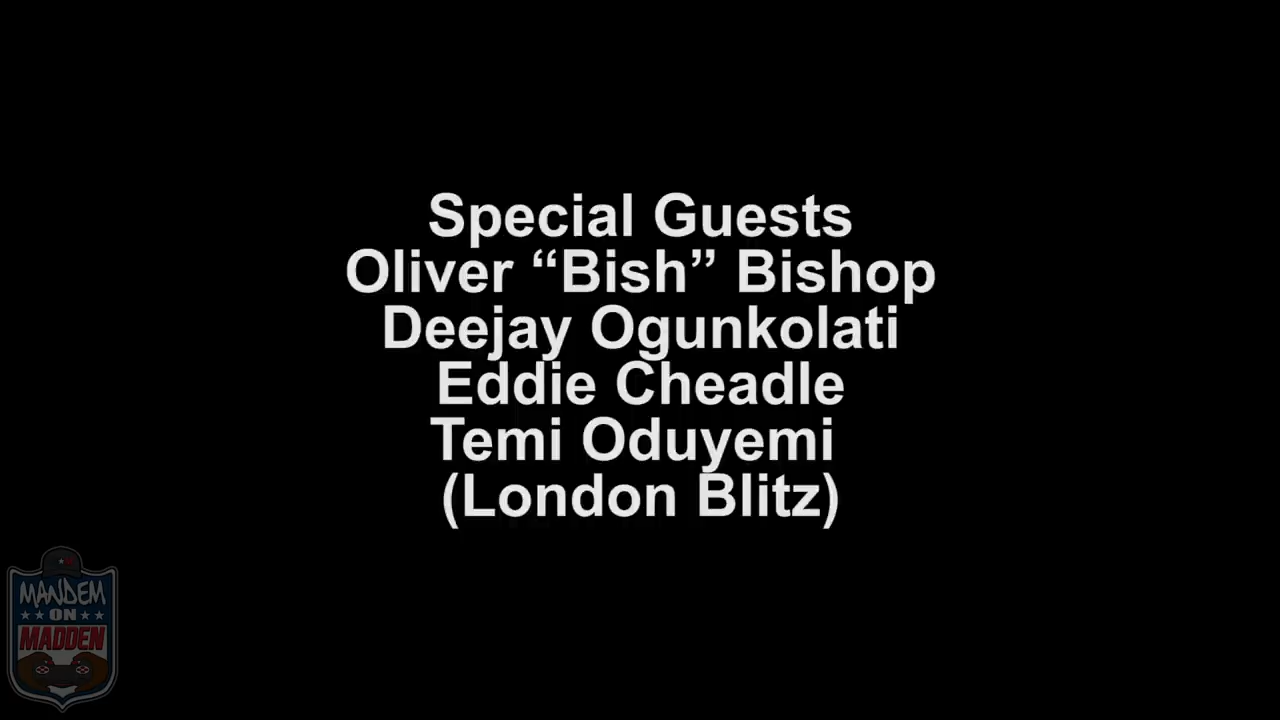 Special Guests
Oliver “Bish” Bishop
Deejay Ogunkolati
Eddie Cheadle
Temi Oduyemi
(London Blitz)
MANDEM
ON
MADDEN